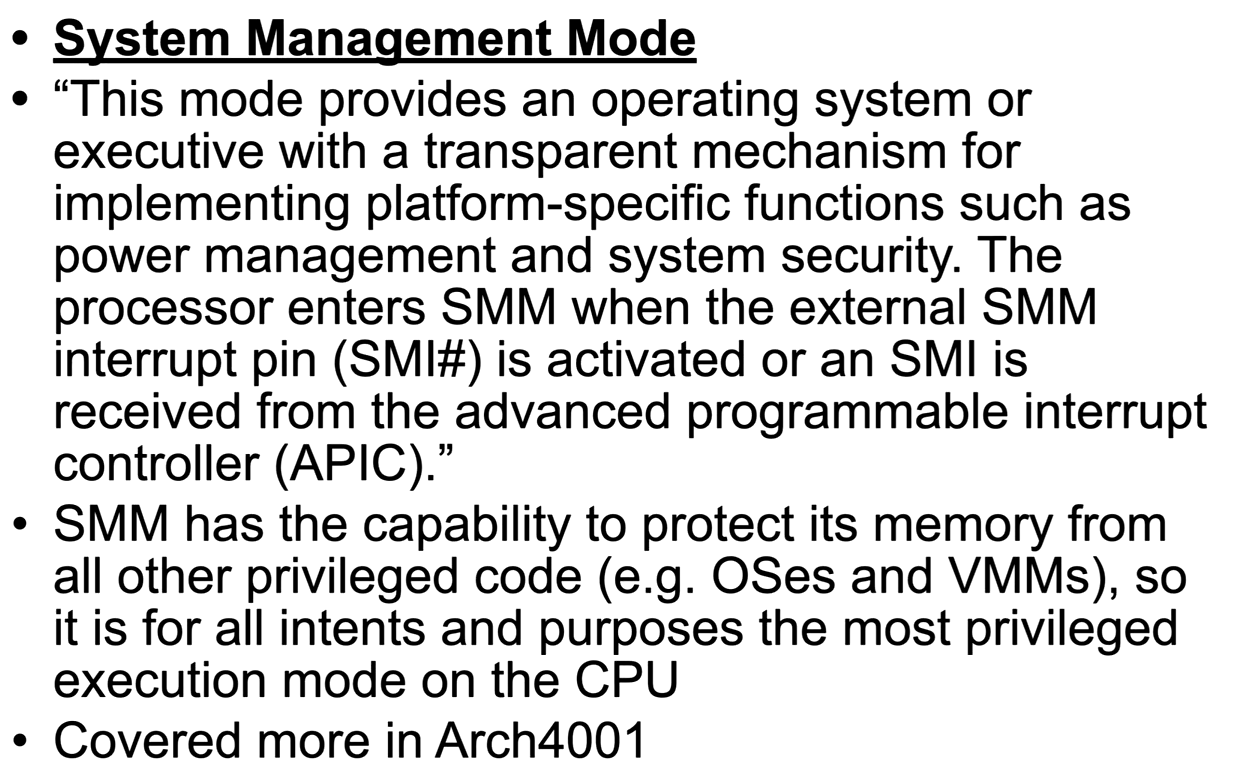 • System Management Mode
• “This mode provides an operating system or
executive with a transparent mechanism for
implementing platform-specific functions such as
power management and system security. The
processor enters SMM when the external SMM
interrupt pin (SMI#) is activated or an SMI is
received from the advanced programmable interrupt
controller (APIC).”
• SMM has the capability to protect its memory from
all other privileged code (e.g. OSes and VMMs), so
it is for all intents and purposes the most privileged
execution mode on the CPU
• Covered more in Arch4001